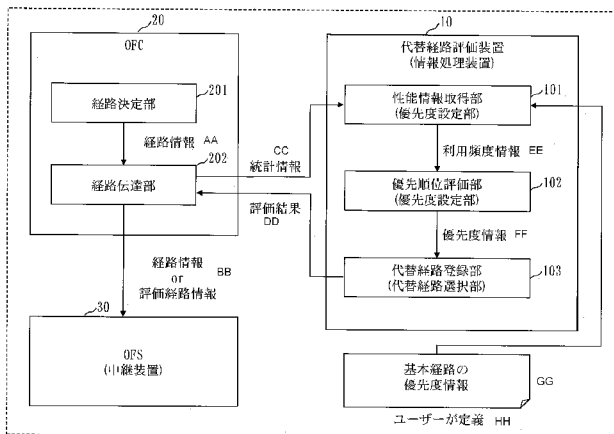 20
OFC
経路決定部
201
経路情報 AA
202
経路伝達部
CC
統計情報
評価結果
DD
経路情報
or
評価経路情報
BB
30
OFS
(中継装置)
10
代替経路評価装置
(情報処理装置)
101
性能情報取得部
(優先度設定部)
利用頻度情報 EE
優先順位評価部
(優先度設定部)
102
優先度情報 FF
代替経路登録部
(代替経路選択部)
103
基本経路の
優先度情報
GG
ユーザーが定義 HH